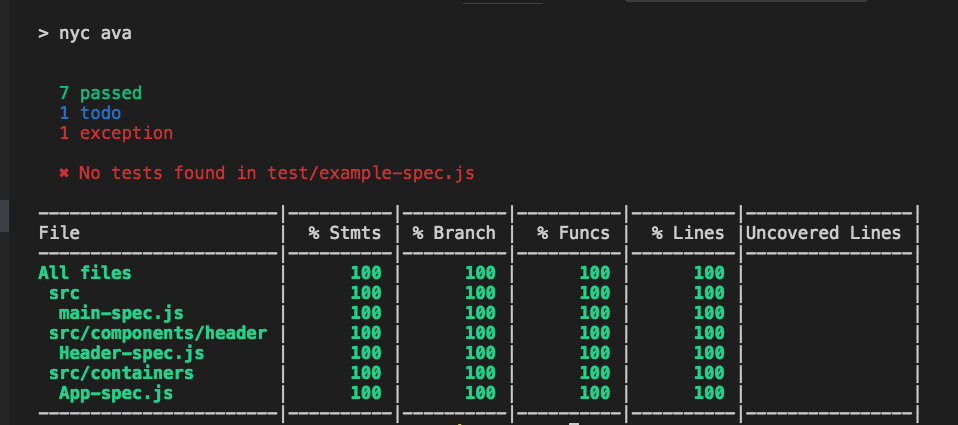 > nyc ava
7 passed
1 todo
1 exception
✖ No tests found in test/example-spec.js
-----------------------|----------|----------|----------|----------|----------------|
File                   |  % Stmts | % Branch |  % Funcs |  % Lines |Uncovered Lines |
-----------------------|----------|----------|----------|----------|----------------|
All files              |      100 |      100 |      100 |      100 |                |
 src                   |      100 |      100 |      100 |      100 |                |
  main-spec.js         |      100 |      100 |      100 |      100 |                |
 src/components/header |      100 |      100 |      100 |      100 |                |
  Header-spec.js       |      100 |      100 |      100 |      100 |                |
 src/containers        |      100 |      100 |      100 |      100 |                |
  App-spec.js          |      100 |      100 |      100 |      100 |                |
-----------------------|----------|----------|----------|----------|----------------|